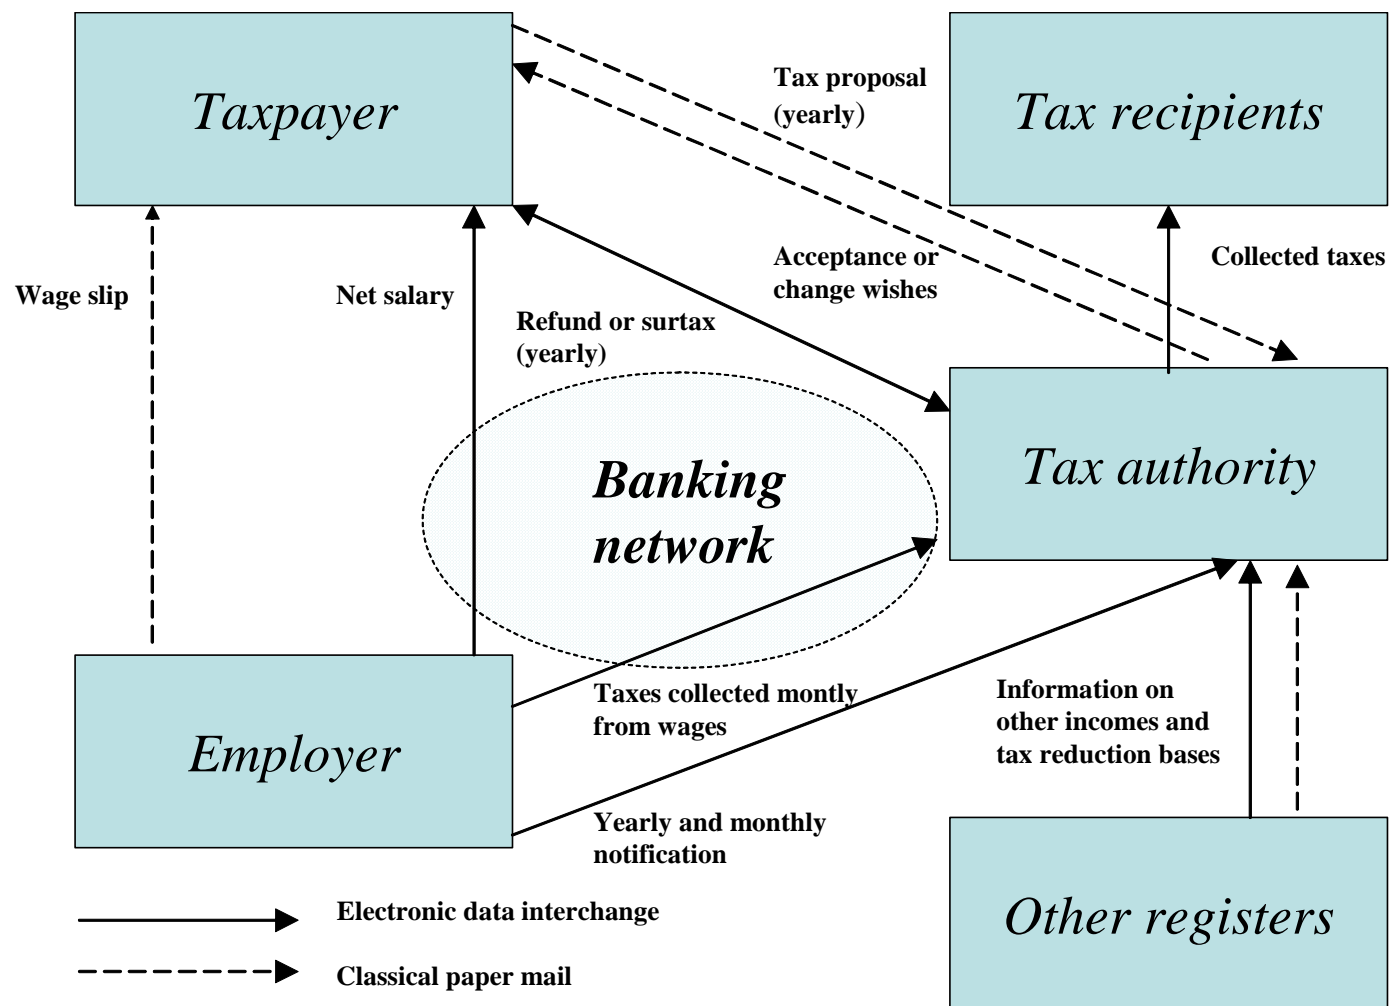 Taxpayer
Tax proposal
(yearly)
Tax recipients
Wage slip
Net salary
Acceptance or
change wishes
Collected taxes
Refund or surtax
(yearly)
Banking
network
Tax authority
Taxes collected montly
from wages
Information on
other incomes and
tax reduction bases
Employer
Yearly and monthly
notification
Other registers
Electronic data interchange
Classical paper mail